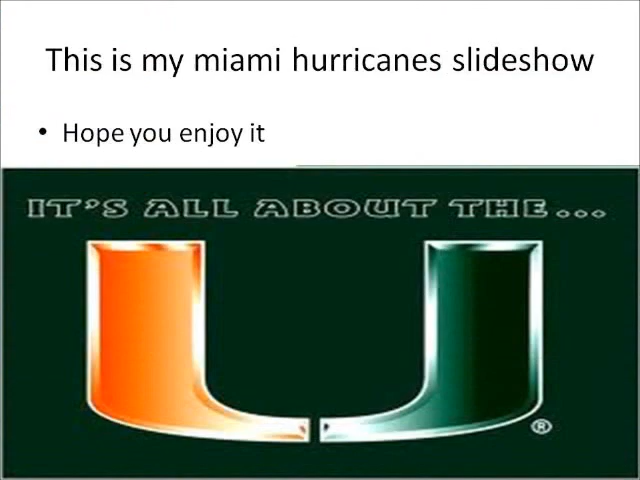 This is my miami hurricanes slideshow
• Hope you enjoy it
IT'S ALL ABOUT THE...
U
®